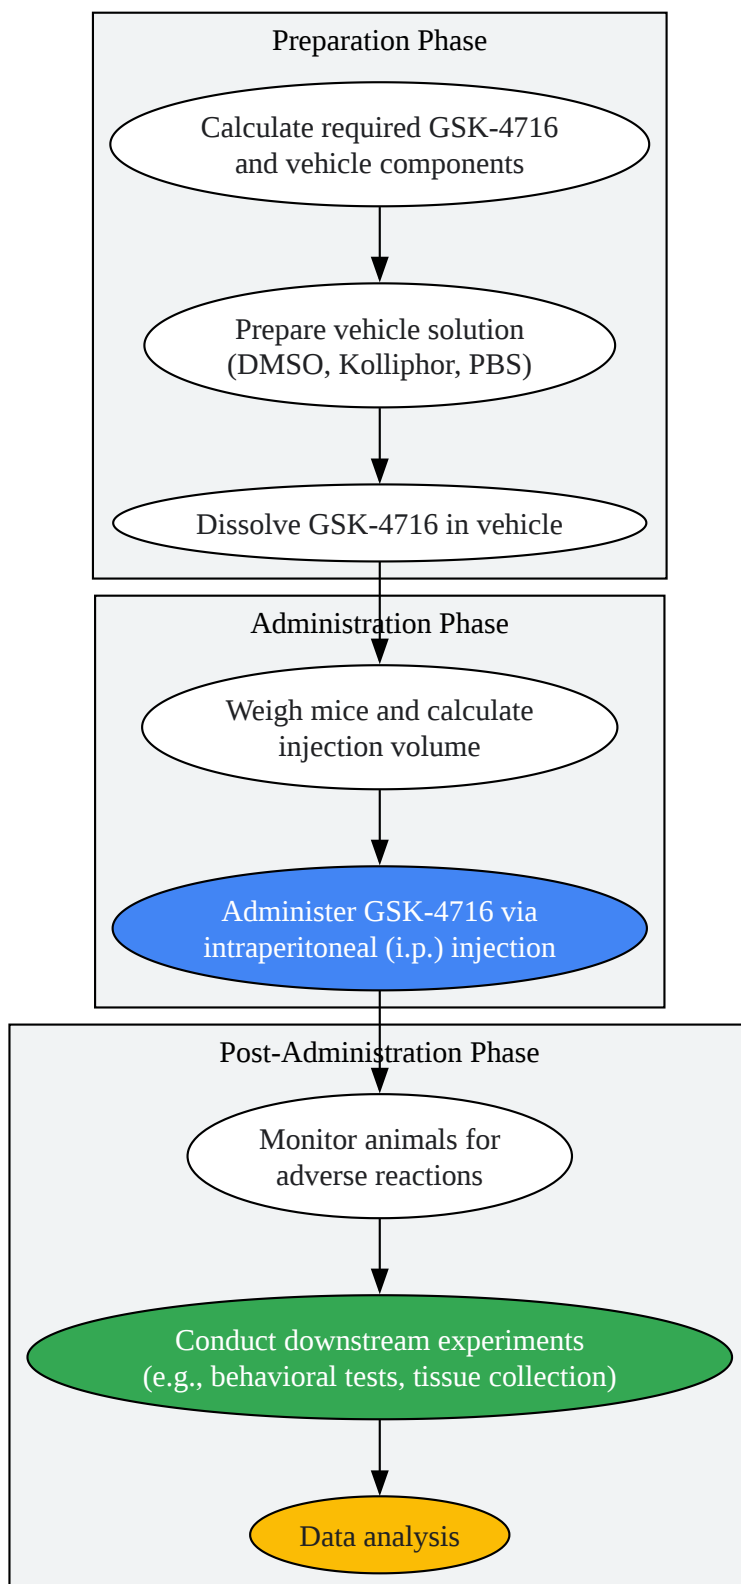 Preparation Phase
Calculate required GSK-4716
and vehicle components
Prepare vehicle solution
(DMSO, Kolliphor, PBS)
Dissolve GSK-4716 in vehicle
Administration Phase
Weigh mice and calculate
injection volume
Administer GSK-4716 via
intraperitoneal (i.p.) injection
Post-Administration Phase
Monitor animals for
adverse reactions
Conduct downstream experiments
(e.g., behavioral tests, tissue collection)
Data analysis